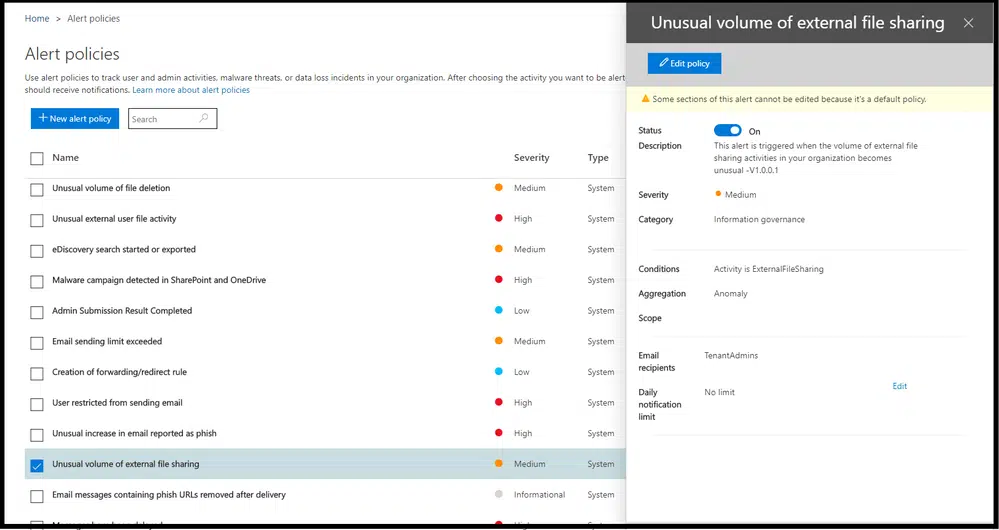 Home > Alert policies
Alert policies
Use alert policies to track user and admin activities, malware threats, or data loss incidents in your organization. After choosing the activity you want to be alert
should receive notifications. Learn more about alert policies
+ New alert policy
Search
Name Severity Type
Unusual volume of file deletion Medium System
Unusual external user file activity High System
eDiscovery search started or exported Medium System
Malware campaign detected in SharePoint and OneDrive High System
Admin Submission Result Completed Low System
Email sending limit exceeded Medium System
Creation of forwarding/redirect rule Low System
User restricted from sending email High System
Unusual increase in email reported as phish High System
Unusual volume of external file sharing Medium System
Email messages containing phish URLs removed after delivery Informational System
Unusual volume of external file sharing
Edit policy
Some sections of this alert cannot be edited because it's a default policy.
Status On
Description This alert is triggered when the volume of external file
sharing activities in your organization becomes
unusual -V1.0.0.1
Severity Medium
Category Information governance
Conditions Activity is ExternalFileSharing
Aggregation Anomaly
Scope
Email TenantAdmins
recipients
Daily No limit Edit
notification
limit